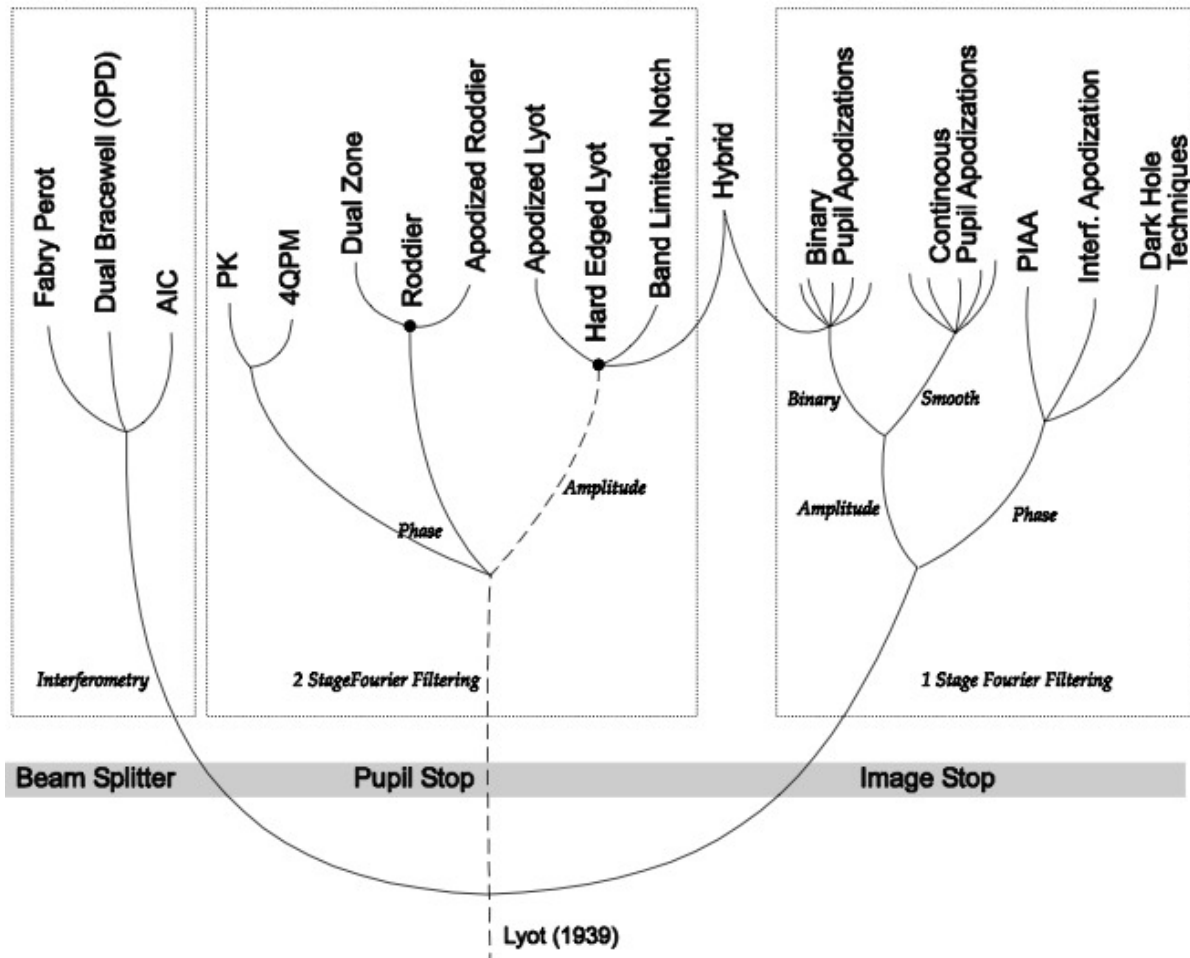 Fabry Perot
Dual Bracewell (OPD)
AIC
PK
4QPM
Dual Zone
Roddier
Apodized Roddier
Apodized Lyot
Hard Edged Lyot
Band Limited, Notch
Hybrid
Binary
Pupil Apodizations
Continoous
Pupil Apodizations
PIAA
Interf. Apodization
Dark Hole
Techniques
Binary
Smooth
Phase
Amplitude
Amplitude
Phase
Interferometry
2 StageFourier Filtering
1 Stage Fourier Filtering
Beam Splitter
Pupil Stop
Image Stop
Lyot (1939)